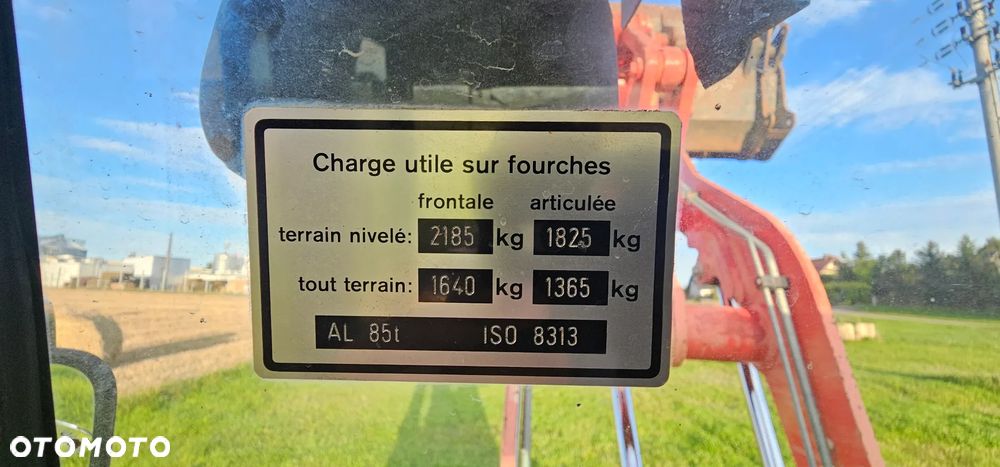 Charge utile sur fourches
frontale articulée
terrain nivelé: 2185 kg 1825 kg
tout terrain: 1640 kg 1365 kg
AL 85t ISO 8313
OTOMOTO